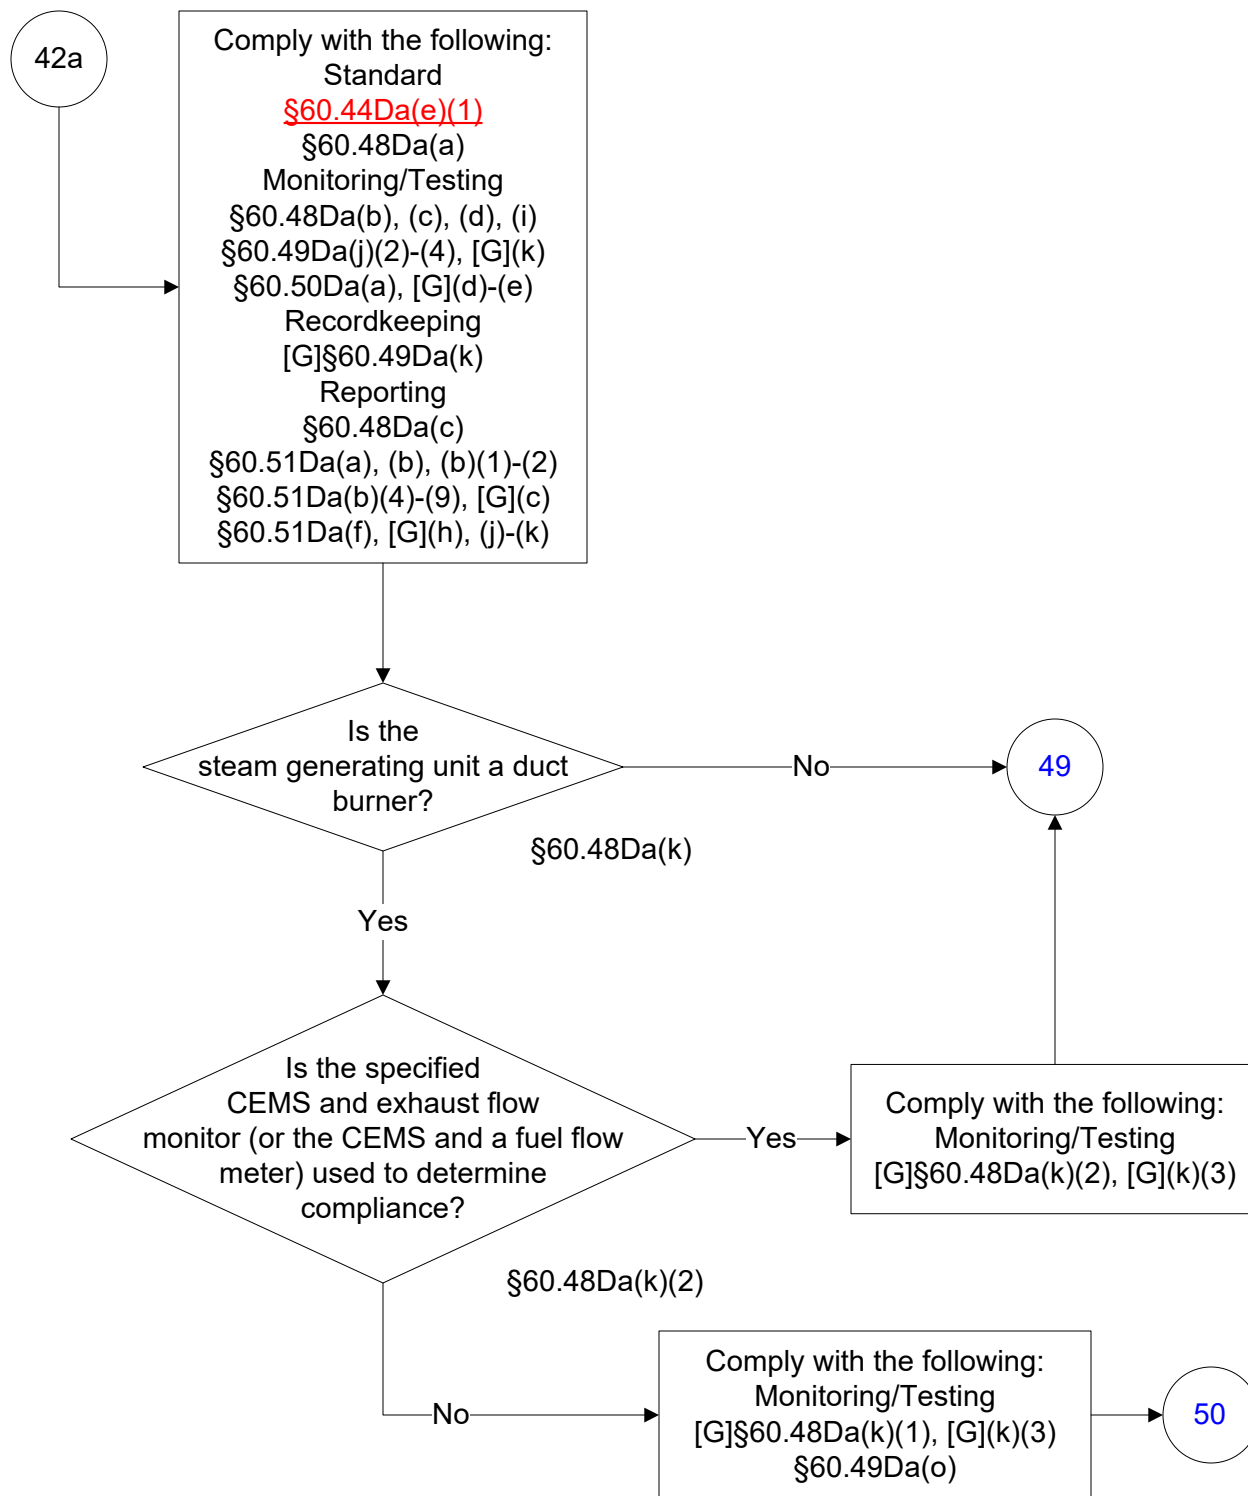 42a
Comply with the following:
Standard
§60.44Da(e)(1)
§60.48Da(a)
Monitoring/Testing
§60.48Da(b), (c), (d), (i)
§60.49Da(j)(2)-(4), [G](k)
§60.50Da(a), [G](d)-(e)
Recordkeeping
[G]§60.49Da(k)
Reporting
§60.48Da(c)
§60.51Da(a), (b), (b)(1)-(2)
§60.51Da(b)(4)-(9), [G](c)
§60.51Da(f), [G](h), (j)-(k)
Is the
steam generating unit a duct
burner?
No
49
§60.48Da(k)
Yes
Is the specified
CEMS and exhaust flow
monitor (or the CEMS and a fuel flow
meter) used to determine
compliance?
Yes
Comply with the following:
Monitoring/Testing
[G]§60.48Da(k)(2), [G](k)(3)
§60.48Da(k)(2)
No
Comply with the following:
Monitoring/Testing
[G]§60.48Da(k)(1), [G](k)(3)
§60.49Da(o)
50